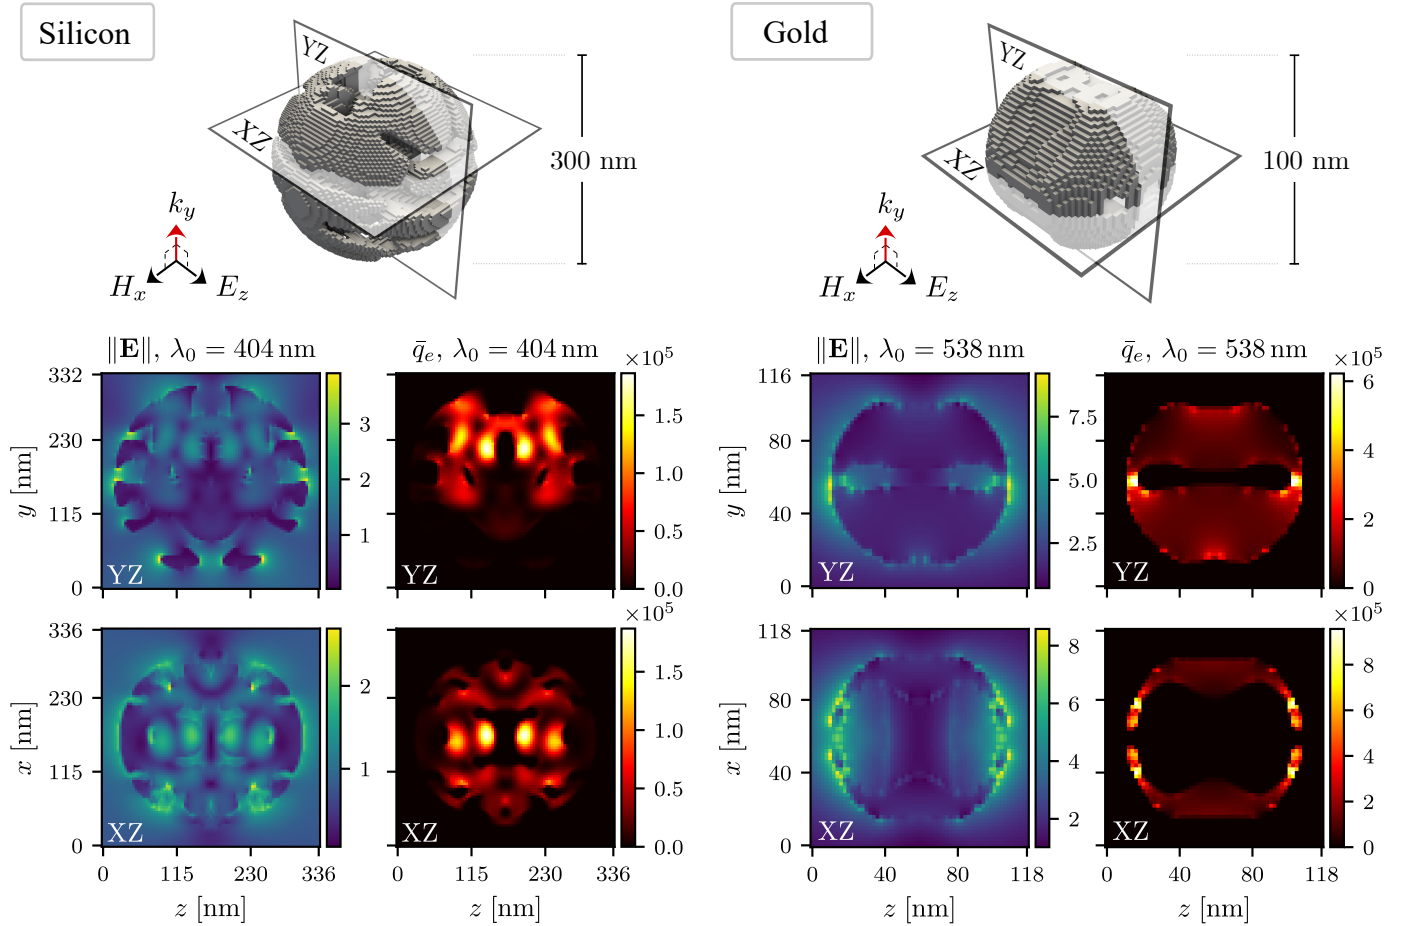 Silicon
Gold
YZ
XZ
300 nm
k_y
H_x
E_z
YZ
XZ
100 nm
k_y
H_x
E_z
‖E‖, λ₀ = 404 nm
q̄_e, λ₀ = 404 nm
×10⁵
‖E‖, λ₀ = 538 nm
q̄_e, λ₀ = 538 nm
×10⁵
332
230
115
0
y [nm]
YZ
3
2
1
YZ
1.5
1.0
0.5
0.0
116
80
40
0
y [nm]
YZ
7.5
5.0
2.5
YZ
6
4
2
0
×10⁵
×10⁵
336
230
115
0
x [nm]
XZ
2
1
XZ
1.5
1.0
0.5
0.0
118
80
40
0
x [nm]
XZ
8
6
4
2
XZ
8
6
4
2
0
0 115 230 336
0 115 230 336
0 40 80 118
0 40 80 118
z [nm]
z [nm]
z [nm]
z [nm]